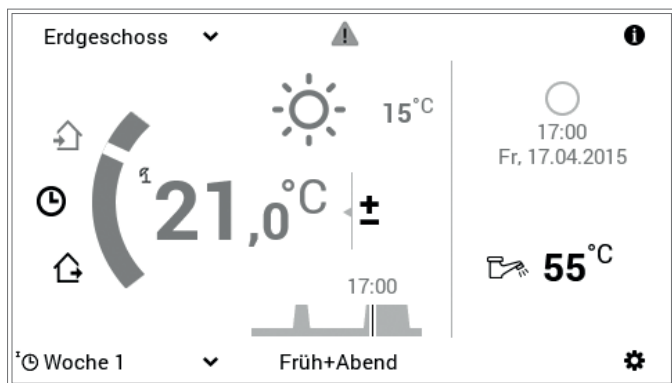 Erdgeschoss
15°C
17:00
Fr, 17.04.2015
21,0°C
±
55°C
17:00
Woche 1
Früh+Abend